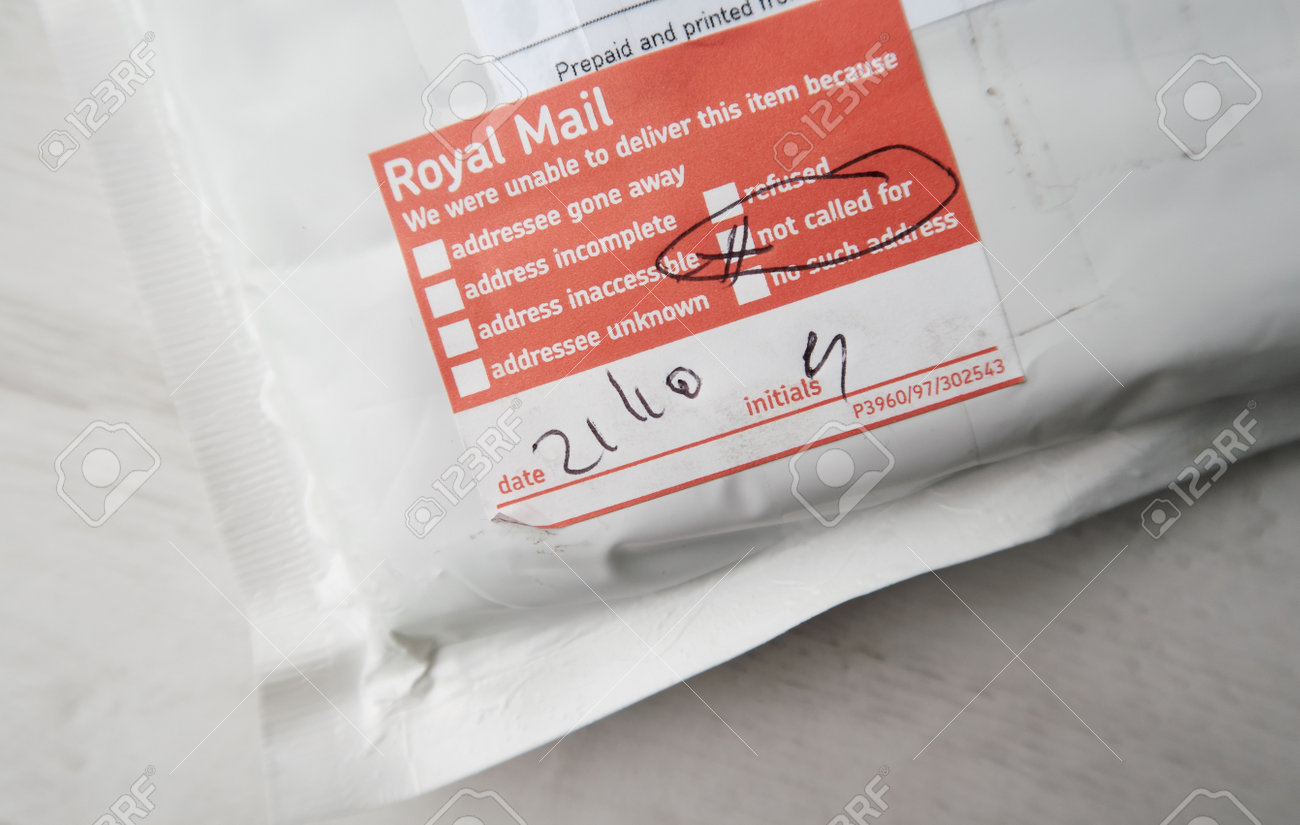 Prepaid and printed fro
Royal Mail
We were unable to deliver this item because
addressee gone away
address incomplete
address inaccessible
addressee unknown
refused
not called for
no such address
date 21/10
initials
P3960/97/302543
123RF